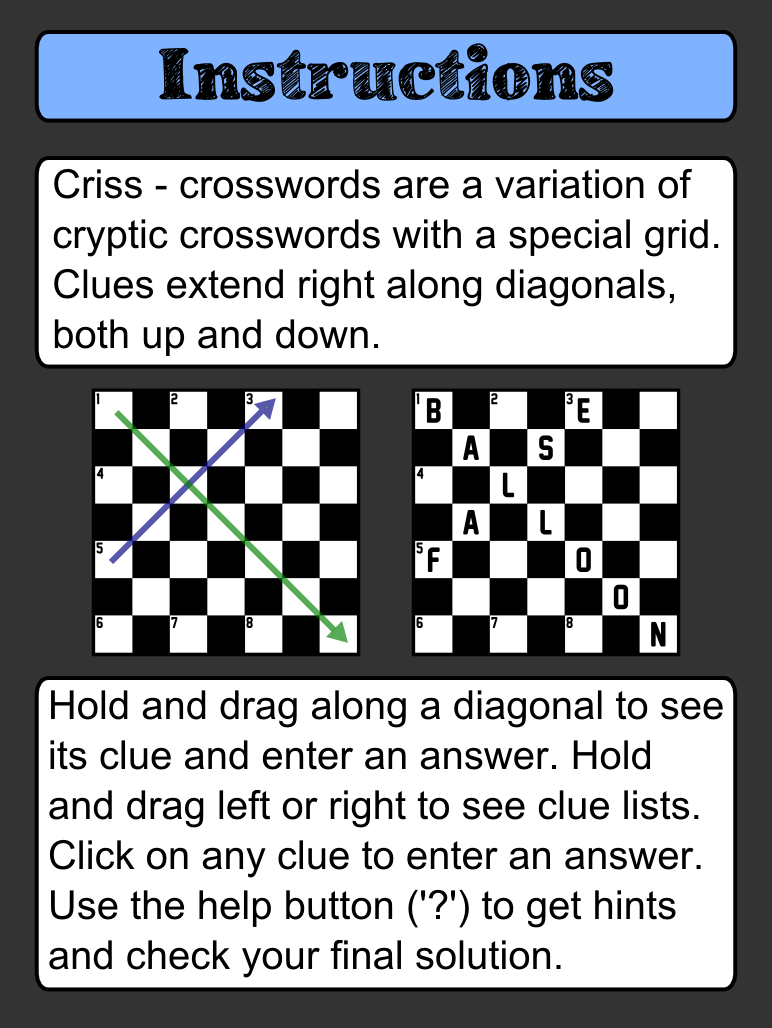 Instructions
Criss - crosswords are a variation of
cryptic crosswords with a special grid.
Clues extend right along diagonals,
both up and down.
1 2 3
4
5
6 7 8
1 B 2 3 E
A S
4 L
A L
5 F O
O
6 7 8 N
Hold and drag along a diagonal to see
its clue and enter an answer. Hold
and drag left or right to see clue lists.
Click on any clue to enter an answer.
Use the help button ('?') to get hints
and check your final solution.